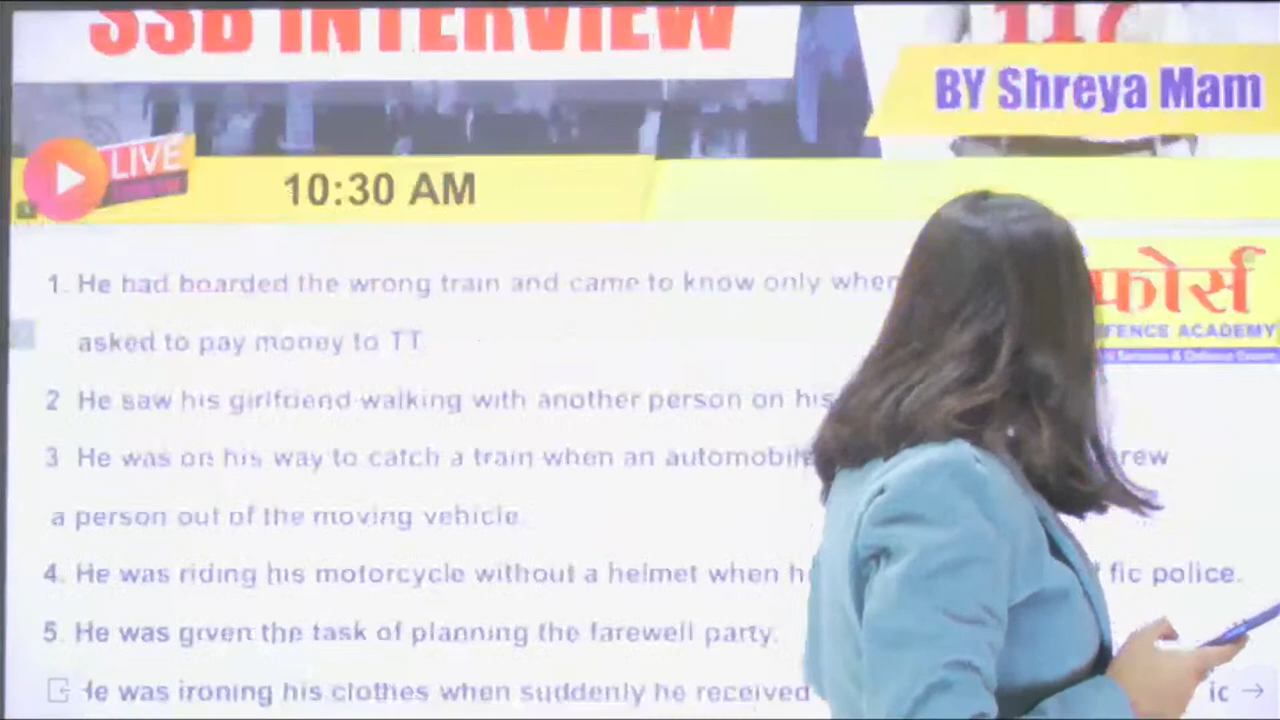 SSB INTERVIEW
117
BY Shreya Mam
LIVE
10:30 AM
फोर्स
FENCE ACADEMY
1. He had boarded the wrong train and came to know only when
asked to pay money to TT
2 He saw his girlfriend walking with another person on his
3 He was on his way to catch a train when an automobile rew
a person out of the moving vehicle.
4. He was riding his motorcycle without a helmet when h fic police.
5. He was given the task of planning the farewell party.
He was ironing his clothes when suddenly he received ic →